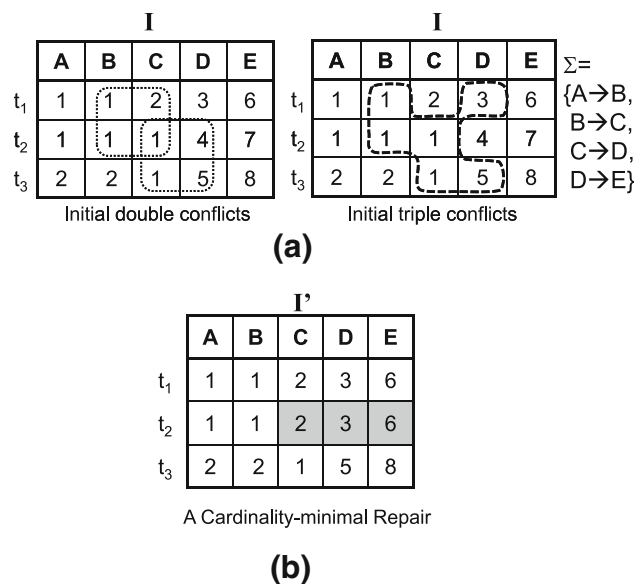 I I
A B C D E A B C D E Σ=
t1 1 1 2 3 6 t1 1 1 2 3 6 {A→B,
t2 1 1 1 4 7 t2 1 1 1 4 7 B→C,
t3 2 2 1 5 8 t3 2 2 1 5 8 C→D,
D→E}
Initial double conflicts Initial triple conflicts
(a)
I'
A B C D E
t1 1 1 2 3 6
t2 1 1 2 3 6
t3 2 2 1 5 8
A Cardinality-minimal Repair
(b)